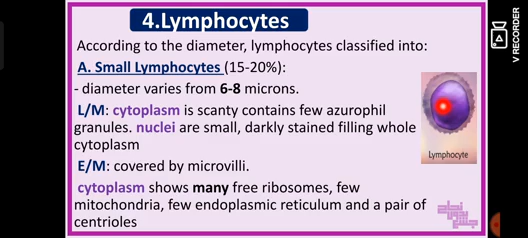 4.Lymphocytes
According to the diameter, lymphocytes classified into:
A. Small Lymphocytes (15-20%):
- diameter varies from 6-8 microns.
L/M: cytoplasm is scanty contains few azurophil
granules. nuclei are small, darkly stained filling whole
cytoplasm
E/M: covered by microvilli.
cytoplasm shows many free ribosomes, few
mitochondria, few endoplasmic reticulum and a pair of
centrioles
Lymphocyte
V RECORDER